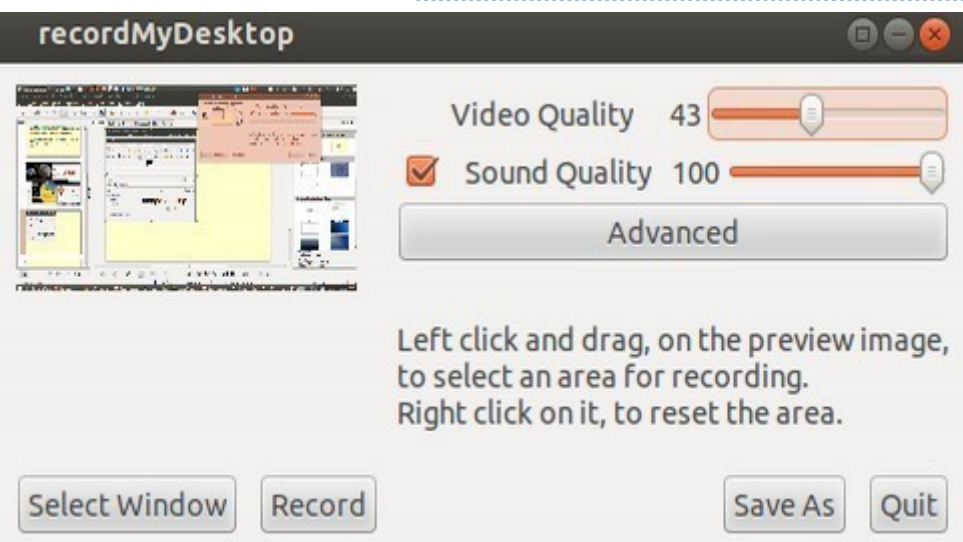 recordMyDesktop
Video Quality 43
Sound Quality 100
Advanced
Left click and drag, on the preview image,
to select an area for recording.
Right click on it, to reset the area.
Select Window Record Save As Quit